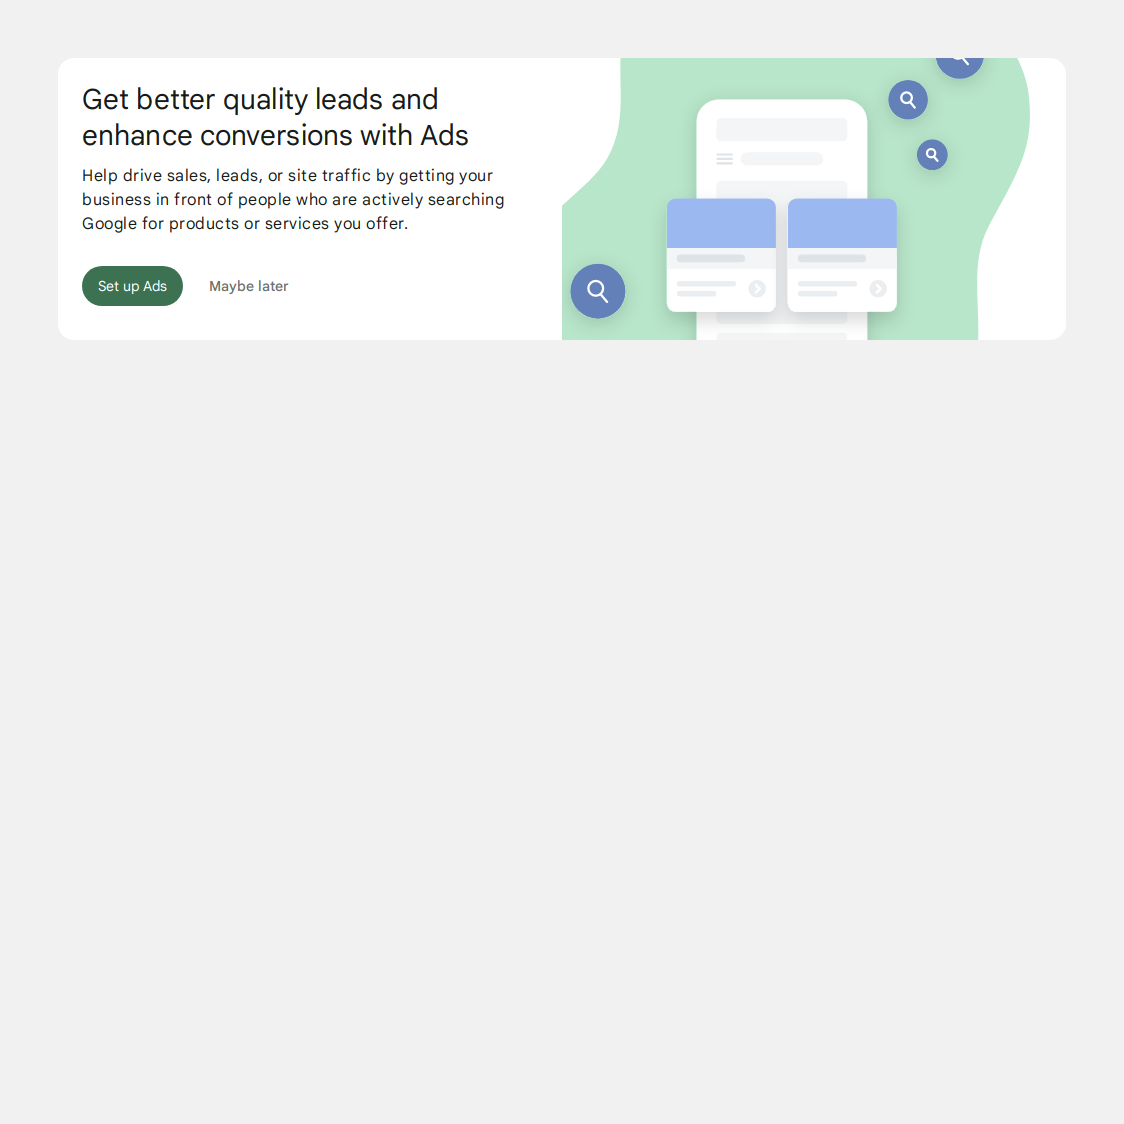 Get better quality leads and
enhance conversions with Ads
Help drive sales, leads, or site traffic by getting your
business in front of people who are actively searching
Google for products or services you offer.
Set up Ads
Maybe later